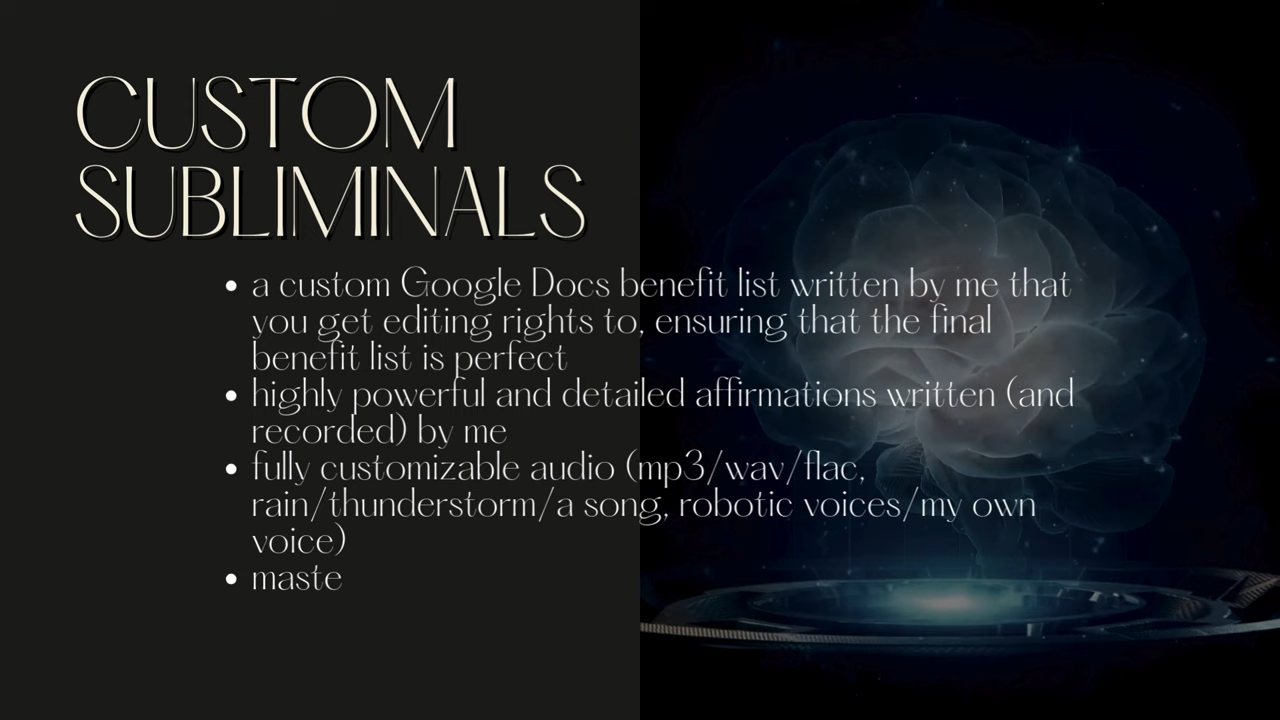 CUSTOM
SUBLIMINALS
• a custom Google Docs benefit list written by me that
you get editing rights to, ensuring that the final
benefit list is perfect
• highly powerful and detailed affirmations written (and
recorded) by me
• fully customizable audio (mp3/wav/flac,
rain/thunderstorm/a song, robotic voices/my own
voice)
• maste